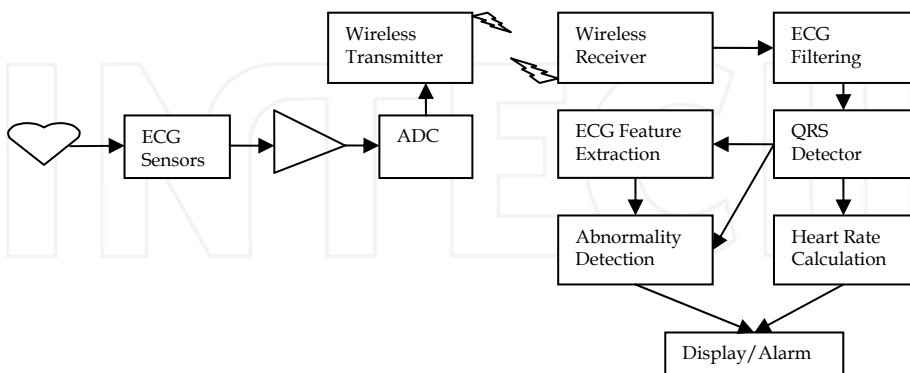 Wireless
Transmitter
Wireless
Receiver
ECG
Filtering
ECG
Sensors
ADC
ECG Feature
Extraction
QRS
Detector
Abnormality
Detection
Heart Rate
Calculation
Display/Alarm
INTECH